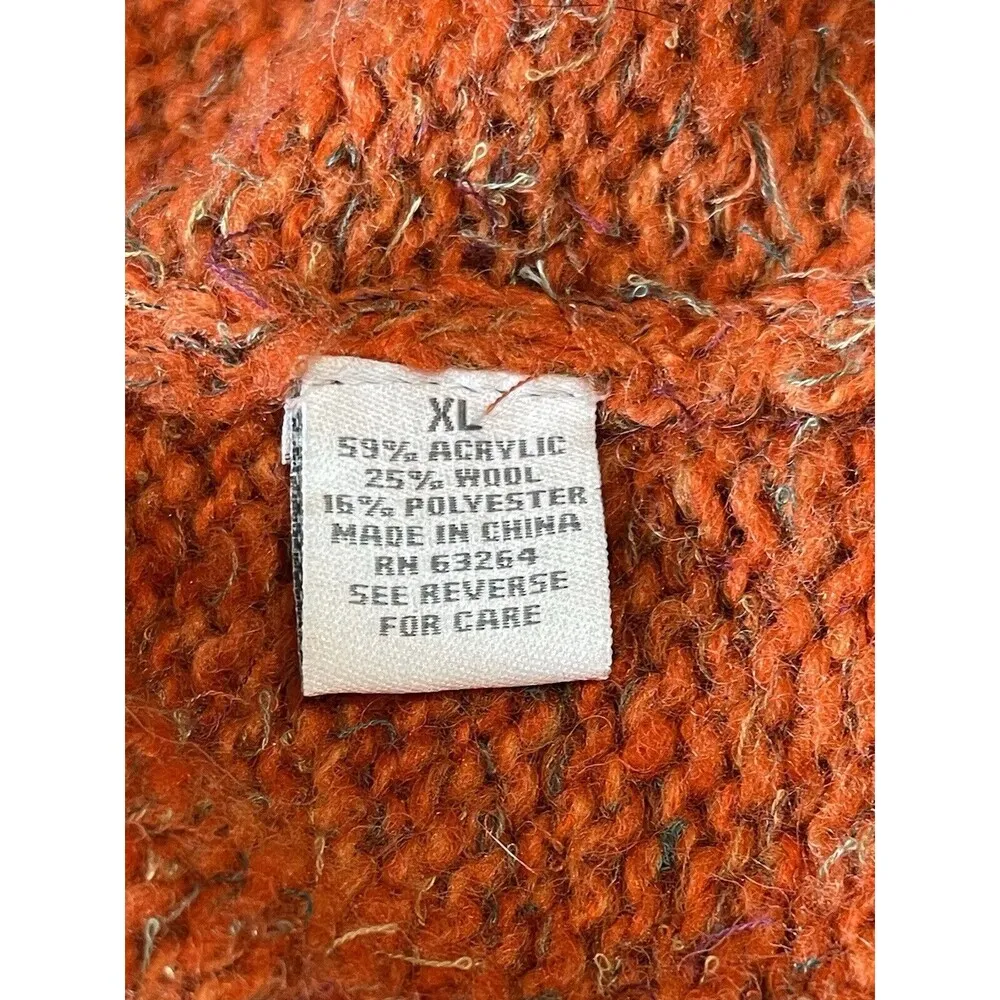 XL
59% ACRYLIC
25% WOOL
16% POLYESTER
MADE IN CHINA
RN 63264
SEE REVERSE
FOR CARE